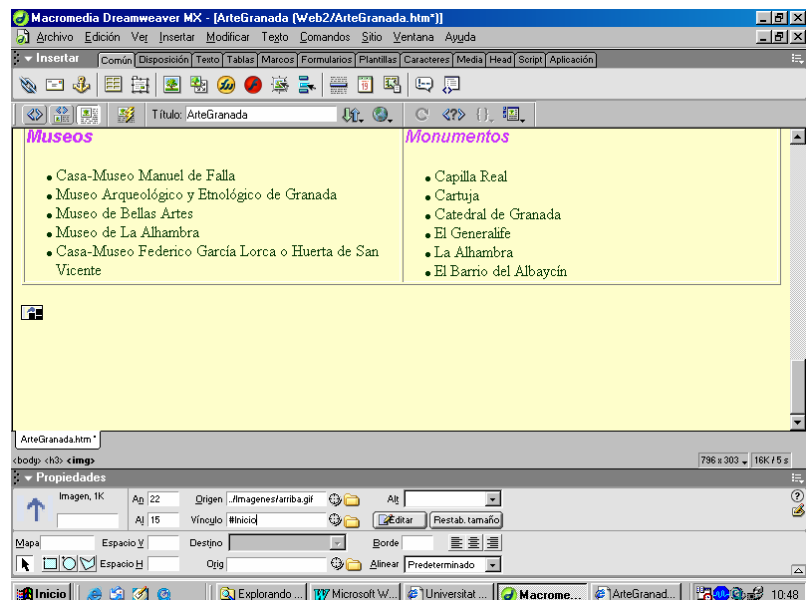 Macromedia Dreamweaver MX - [ArteGranada (Web2/ArteGranada.htm*)]
Archivo Edición Ver Insertar Modificar Texto Comandos Sitio Ventana Ayuda
Insertar Común Disposición Texto Tablas Marcos Formularios Plantillas Caracteres Media Head Script Aplicación
Título: ArteGranada
Museos
• Casa-Museo Manuel de Falla
• Museo Arqueológico y Etnológico de Granada
• Museo de Bellas Artes
• Museo de La Alhambra
• Casa-Museo Federico García Lorca o Huerta de San
Vicente
Monumentos
• Capilla Real
• Cartuja
• Catedral de Granada
• El Generalife
• La Alhambra
• El Barrio del Albaycín
ArteGranada.htm*
<body> <h3> <img> 796 x 303 16K / 5 s
Propiedades
Imagen, 1K An 22 Origen ../Imagenes/arriba.gif Alt
Al 15 Vínculo #Inicio Editar Restab. tamaño
Mapa Espacio V Destino Borde
Espacio H Orig Alinear Predeterminado
Inicio Explorando ... Microsoft W... Universitat ... Macrome... ArteGranad... 10:48